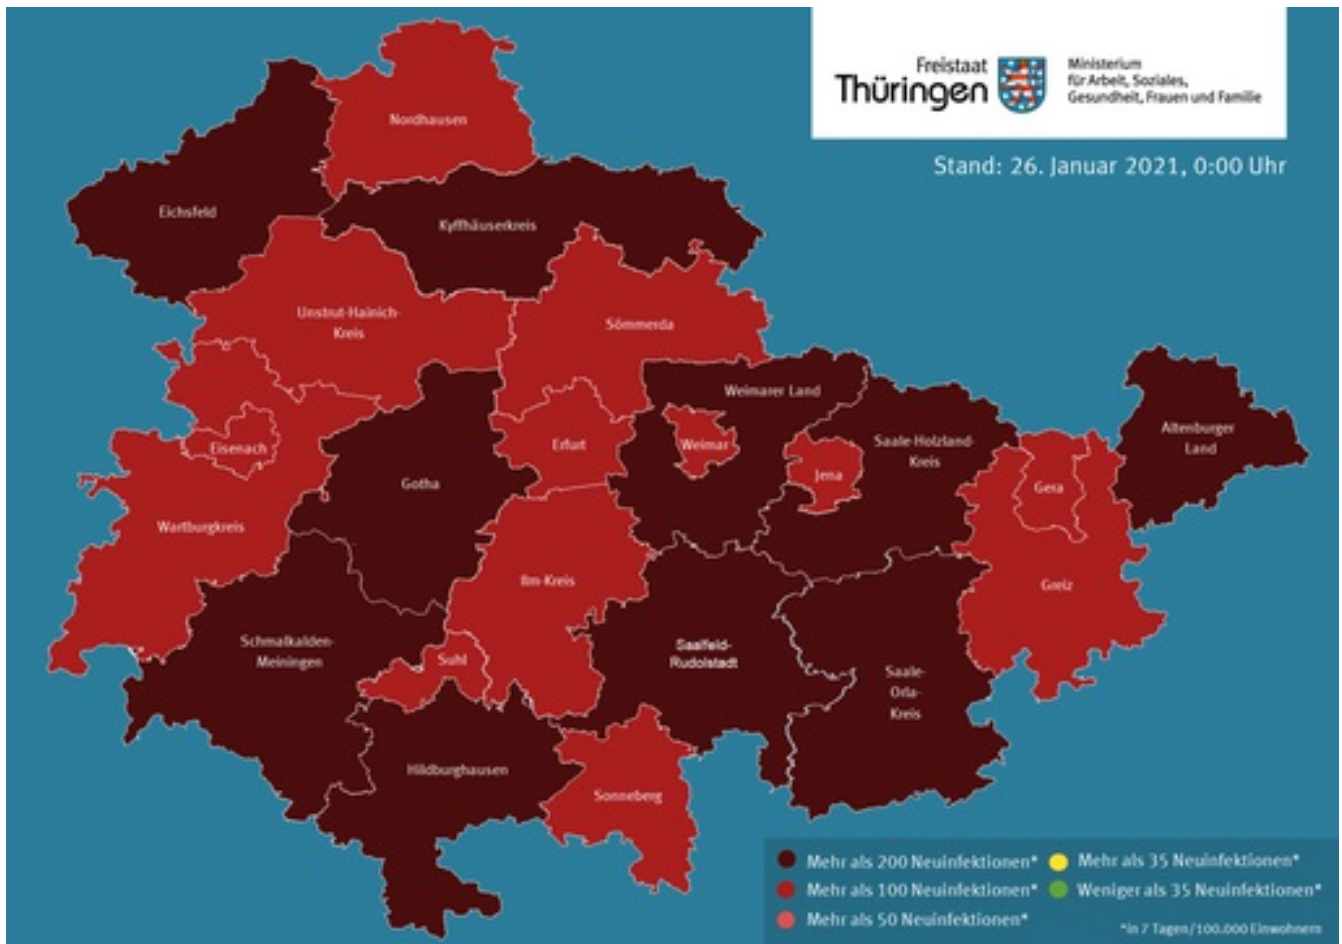 Freistaat
Thüringen
Ministerium
für Arbeit, Soziales,
Gesundheit, Frauen und Familie
Stand: 26. Januar 2021, 0:00 Uhr
Nordhausen
Eichsfeld
Kyffhäuserkreis
Unstrut-Hainich-
Kreis
Sömmerda
Weimarer Land
Altenburger
Land
Eisenach
Erfurt
Weimar
Saale-Holzland-
Kreis
Jena
Gotha
Gera
Wartburgkreis
Ilm-Kreis
Greiz
Schmalkalden-
Meiningen
Suhl
Saalfeld-
Rudolstadt
Saale-
Orla-
Kreis
Hildburghausen
Sonneberg
Mehr als 200 Neuinfektionen*
Mehr als 100 Neuinfektionen*
Mehr als 50 Neuinfektionen*
Mehr als 35 Neuinfektionen*
Weniger als 35 Neuinfektionen*
*in 7 Tagen/100.000 Einwohnern